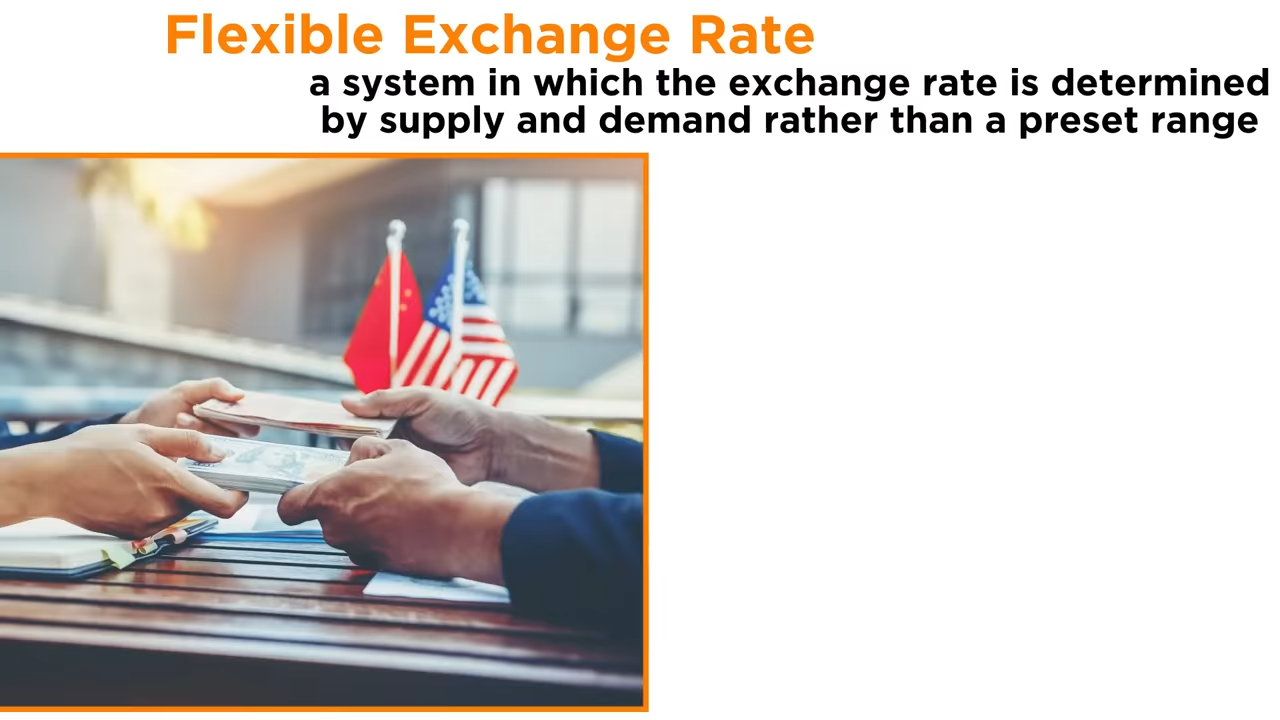 Flexible Exchange Rate
a system in which the exchange rate is determined
by supply and demand rather than a preset range